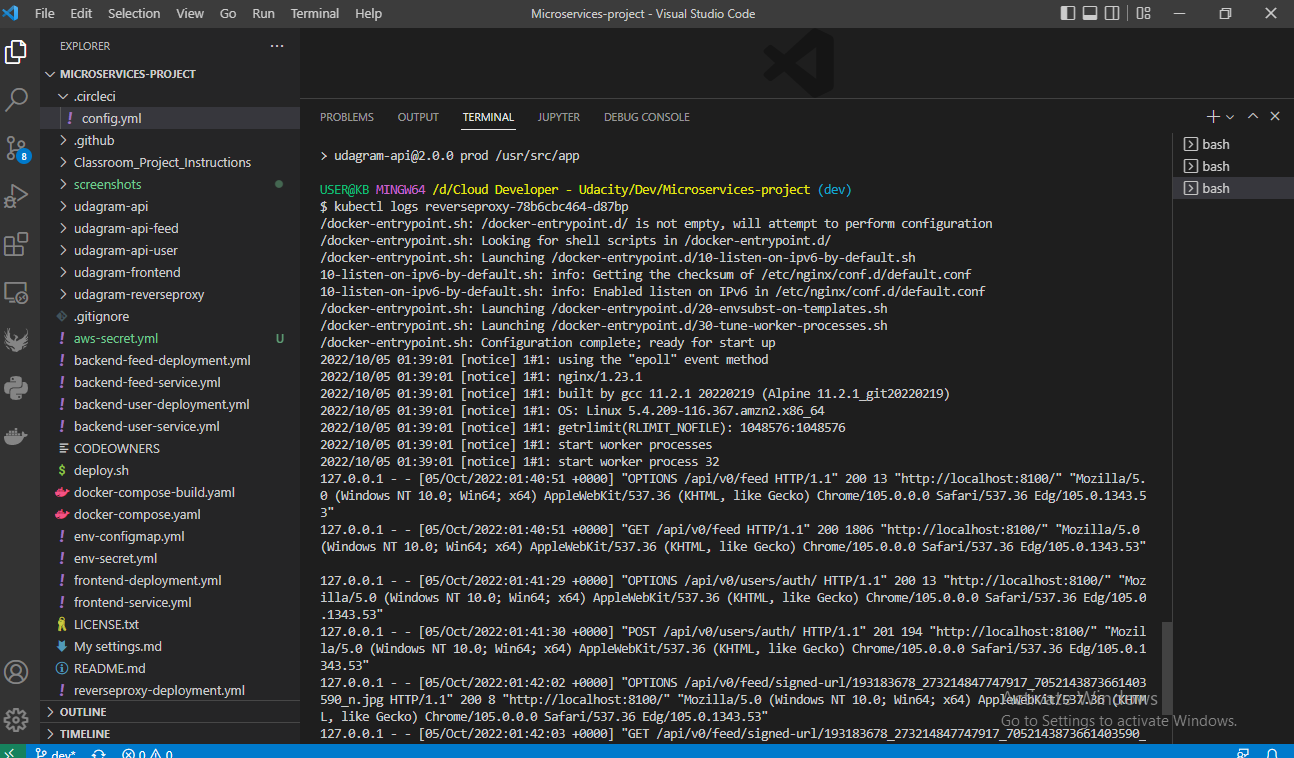 File Edit Selection View Go Run Terminal Help
Microservices-project - Visual Studio Code
EXPLORER
MICROSERVICES-PROJECT
.circleci
! config.yml
.github
Classroom_Project_Instructions
screenshots
udagram-api
udagram-api-feed
udagram-api-user
udagram-frontend
udagram-reverseproxy
.gitignore
! aws-secret.yml U
! backend-feed-deployment.yml
! backend-feed-service.yml
! backend-user-deployment.yml
! backend-user-service.yml
CODEOWNERS
$ deploy.sh
docker-compose-build.yaml
docker-compose.yaml
! env-configmap.yml
! env-secret.yml
! frontend-deployment.yml
! frontend-service.yml
LICENSE.txt
My settings.md
README.md
! reverseproxy-deployment.yml
OUTLINE
TIMELINE
8
PROBLEMS OUTPUT TERMINAL JUPYTER DEBUG CONSOLE
> udagram-api@2.0.0 prod /usr/src/app
USER@KB MINGW64 /d/Cloud Developer - Udacity/Dev/Microservices-project (dev)
$ kubectl logs reverseproxy-78b6cbc464-d87bp
/docker-entrypoint.sh: /docker-entrypoint.d/ is not empty, will attempt to perform configuration
/docker-entrypoint.sh: Looking for shell scripts in /docker-entrypoint.d/
/docker-entrypoint.sh: Launching /docker-entrypoint.d/10-listen-on-ipv6-by-default.sh
10-listen-on-ipv6-by-default.sh: info: Getting the checksum of /etc/nginx/conf.d/default.conf
10-listen-on-ipv6-by-default.sh: info: Enabled listen on IPv6 in /etc/nginx/conf.d/default.conf
/docker-entrypoint.sh: Launching /docker-entrypoint.d/20-envsubst-on-templates.sh
/docker-entrypoint.sh: Launching /docker-entrypoint.d/30-tune-worker-processes.sh
/docker-entrypoint.sh: Configuration complete; ready for start up
2022/10/05 01:39:01 [notice] 1#1: using the "epoll" event method
2022/10/05 01:39:01 [notice] 1#1: nginx/1.23.1
2022/10/05 01:39:01 [notice] 1#1: built by gcc 11.2.1 20220219 (Alpine 11.2.1_git20220219)
2022/10/05 01:39:01 [notice] 1#1: OS: Linux 5.4.209-116.367.amzn2.x86_64
2022/10/05 01:39:01 [notice] 1#1: getrlimit(RLIMIT_NOFILE): 1048576:1048576
2022/10/05 01:39:01 [notice] 1#1: start worker processes
2022/10/05 01:39:01 [notice] 1#1: start worker process 32
127.0.0.1 - - [05/Oct/2022:01:40:51 +0000] "OPTIONS /api/v0/feed HTTP/1.1" 200 13 "http://localhost:8100/" "Mozilla/5.
0 (Windows NT 10.0; Win64; x64) AppleWebKit/537.36 (KHTML, like Gecko) Chrome/105.0.0.0 Safari/537.36 Edg/105.0.1343.5
3"
127.0.0.1 - - [05/Oct/2022:01:40:51 +0000] "GET /api/v0/feed HTTP/1.1" 200 1806 "http://localhost:8100/" "Mozilla/5.0
(Windows NT 10.0; Win64; x64) AppleWebKit/537.36 (KHTML, like Gecko) Chrome/105.0.0.0 Safari/537.36 Edg/105.0.1343.53"
127.0.0.1 - - [05/Oct/2022:01:41:29 +0000] "OPTIONS /api/v0/users/auth/ HTTP/1.1" 200 13 "http://localhost:8100/" "Moz
illa/5.0 (Windows NT 10.0; Win64; x64) AppleWebKit/537.36 (KHTML, like Gecko) Chrome/105.0.0.0 Safari/537.36 Edg/105.0
.1343.53"
127.0.0.1 - - [05/Oct/2022:01:41:30 +0000] "POST /api/v0/users/auth/ HTTP/1.1" 201 194 "http://localhost:8100/" "Mozil
la/5.0 (Windows NT 10.0; Win64; x64) AppleWebKit/537.36 (KHTML, like Gecko) Chrome/105.0.0.0 Safari/537.36 Edg/105.0.1
343.53"
127.0.0.1 - - [05/Oct/2022:01:42:02 +0000] "OPTIONS /api/v0/feed/signed-url/193183678_273214847747917_7052143873661403
590_n.jpg HTTP/1.1" 200 8 "http://localhost:8100/" "Mozilla/5.0 (Windows NT 10.0; Win64; x64) AppleWebKit/537.36 (KHTM
L, like Gecko) Chrome/105.0.0.0 Safari/537.36 Edg/105.0.1343.53"
127.0.0.1 - - [05/Oct/2022:01:42:03 +0000] "GET /api/v0/feed/signed-url/193183678_273214847747917_7052143873661403590_
bash
bash
bash
Activate Windows
Go to Settings to activate Windows.
dev* 0 0